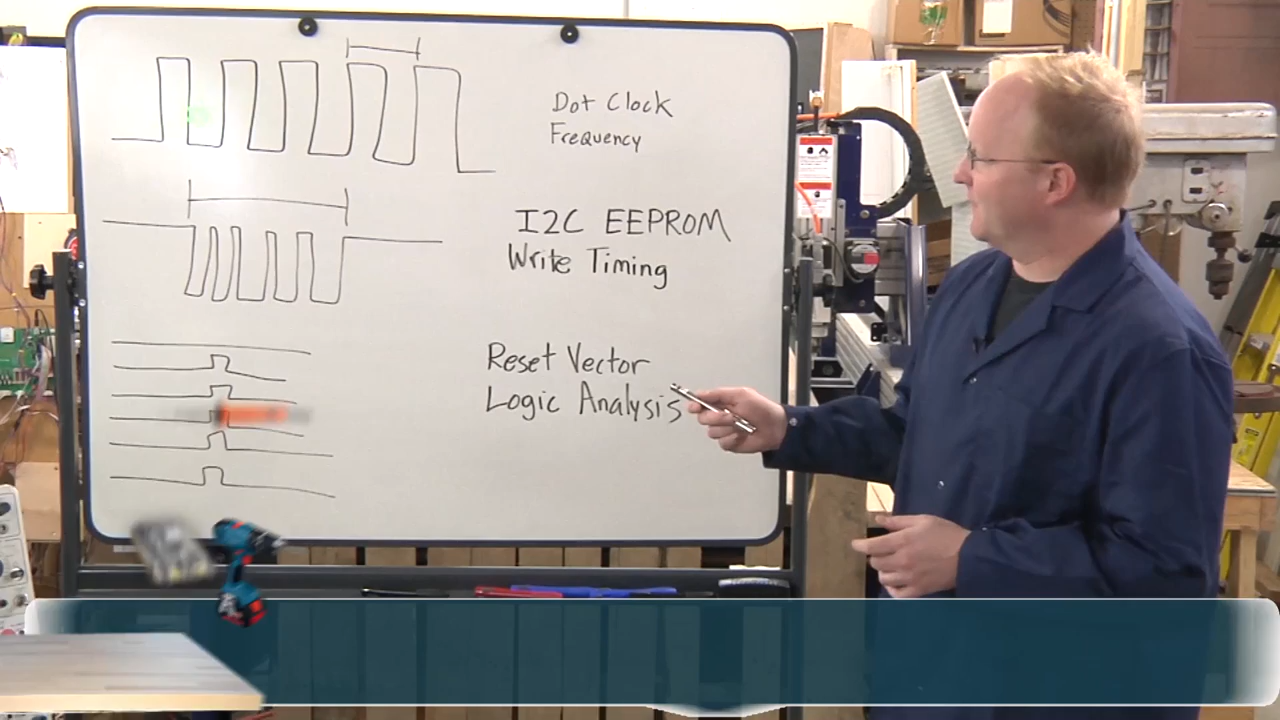 Dot Clock
Frequency
I2C EEPROM
Write Timing
Reset Vector
Logic Analysis